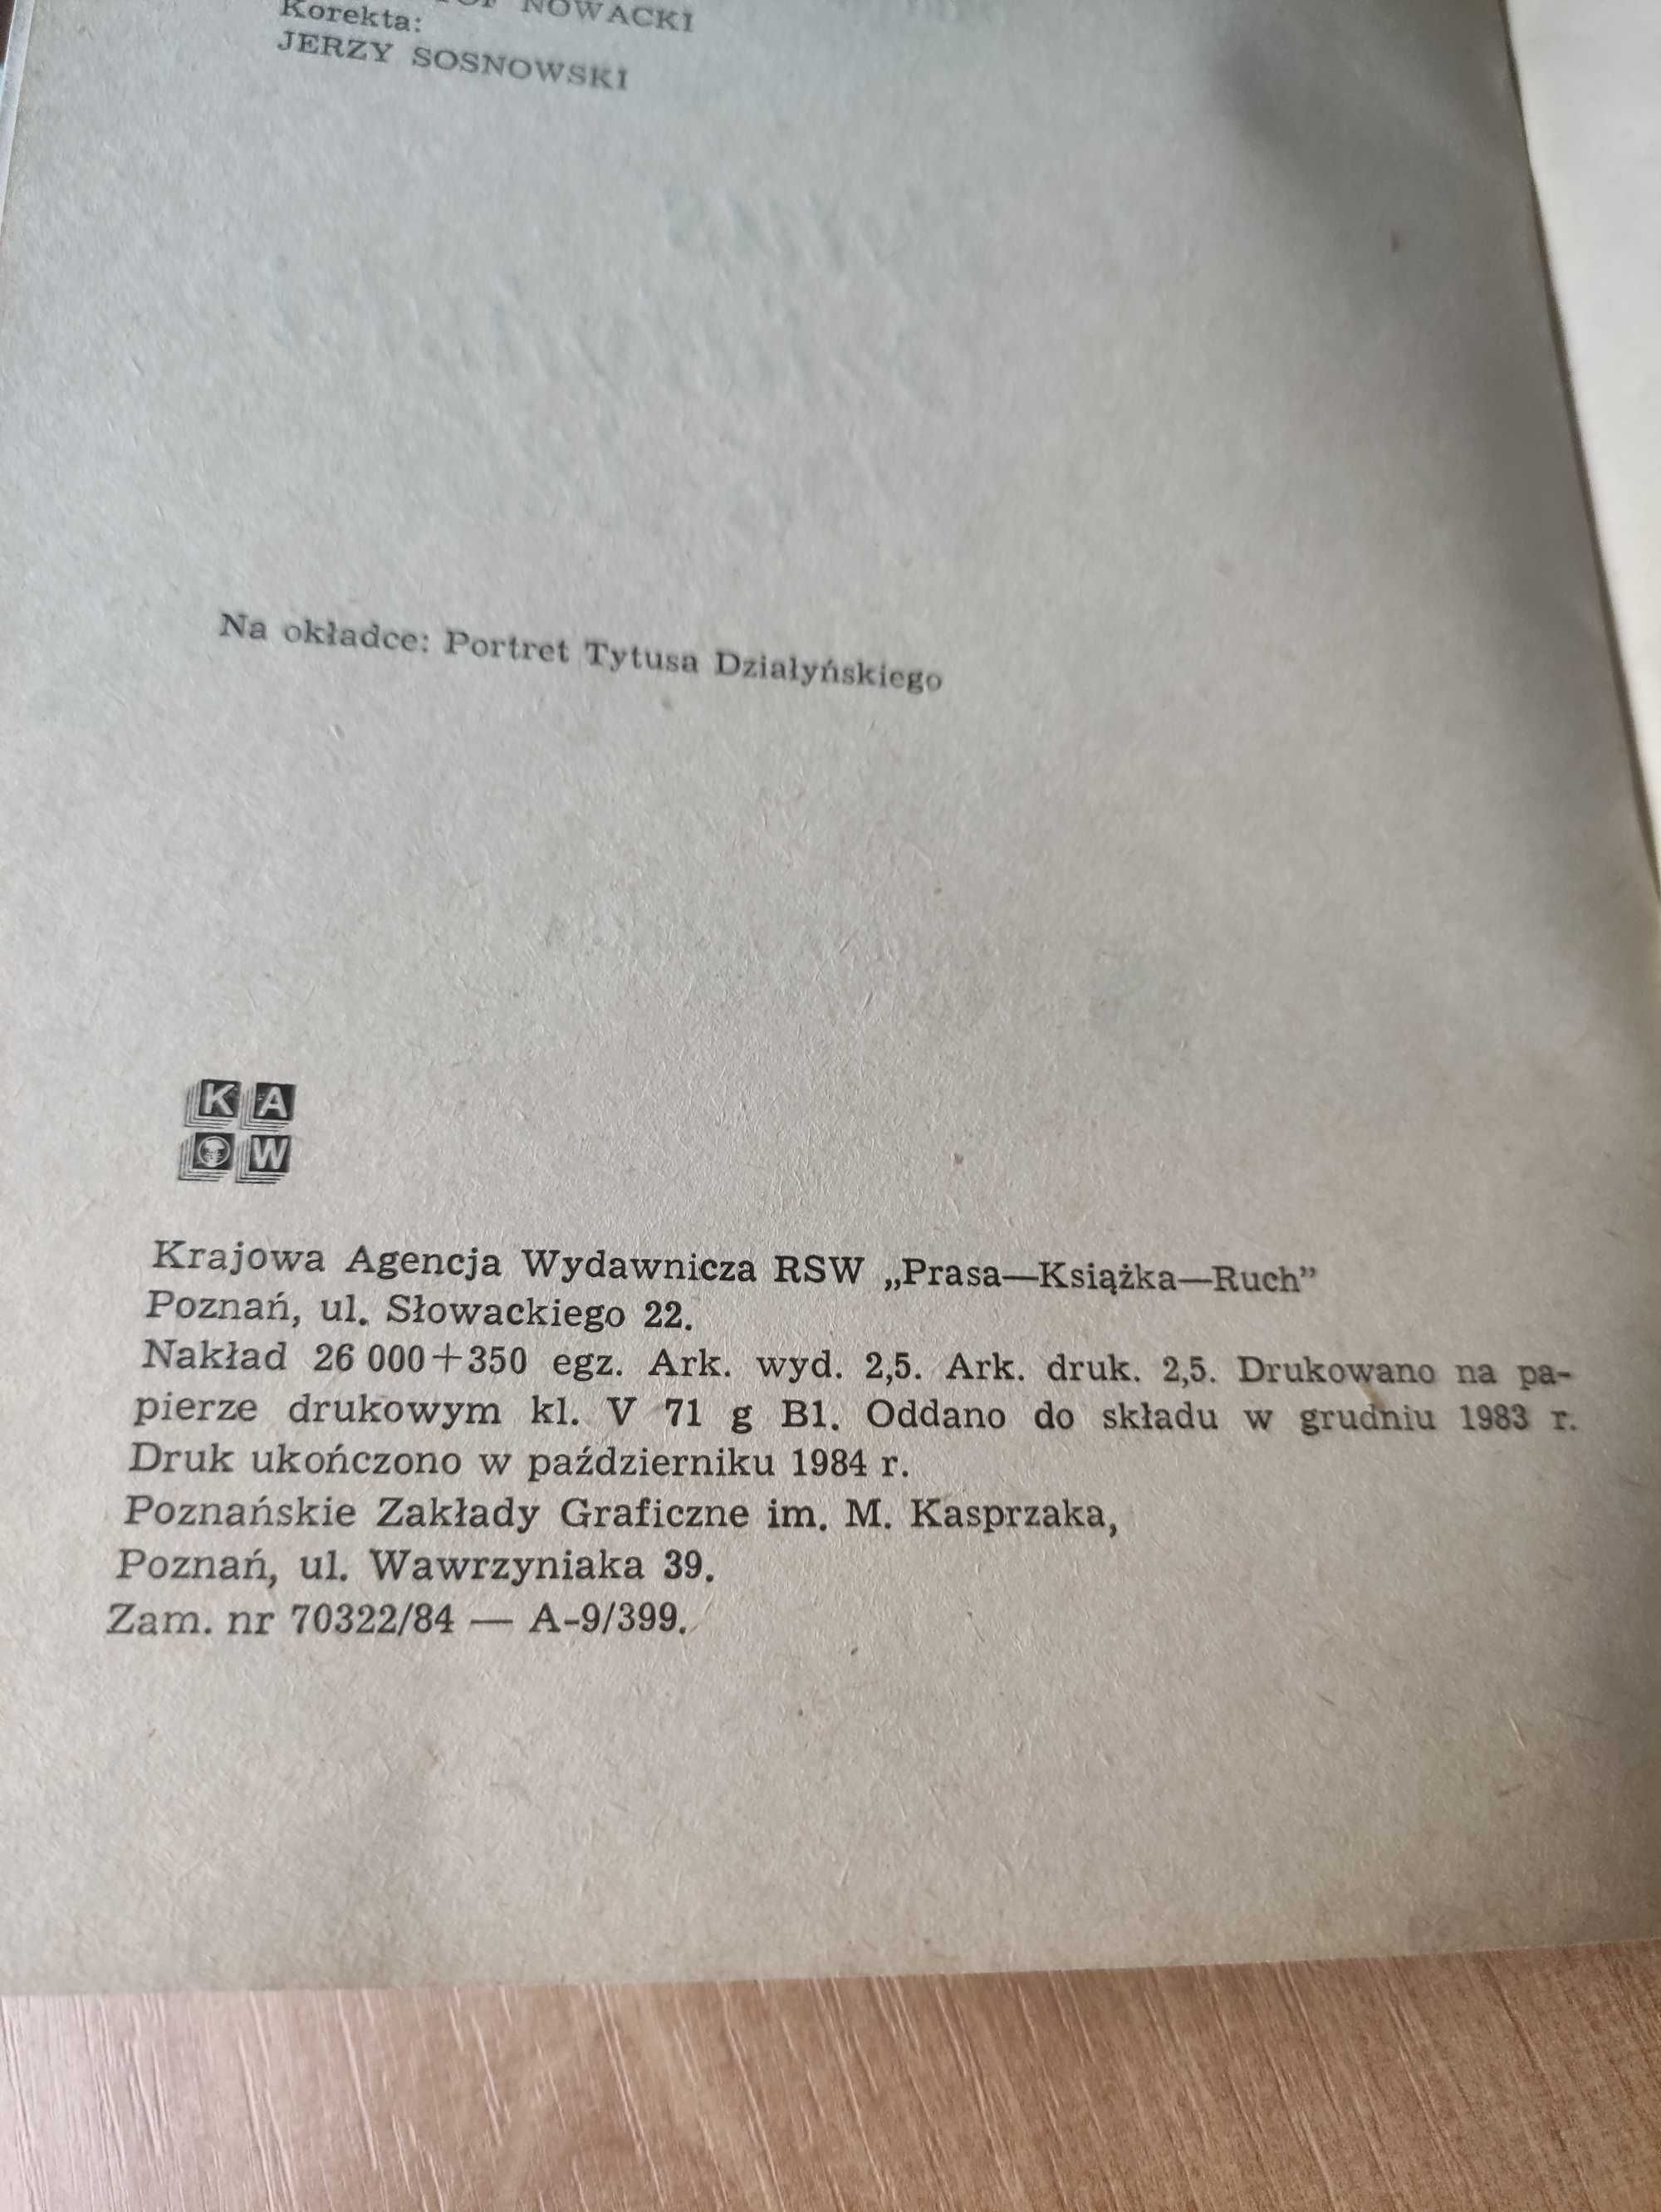 NOWACKI
Korekta:
JERZY SOSNOWSKI
Na okładce: Portret Tytusa Działyńskiego
K A
W
Krajowa Agencja Wydawnicza RSW „Prasa—Książka—Ruch”
Poznań, ul. Słowackiego 22.
Nakład 26 000+350 egz. Ark. wyd. 2,5. Ark. druk. 2,5. Drukowano na pa-
pierze drukowym kl. V 71 g B1. Oddano do składu w grudniu 1983 r.
Druk ukończono w październiku 1984 r.
Poznańskie Zakłady Graficzne im. M. Kasprzaka,
Poznań, ul. Wawrzyniaka 39.
Zam. nr 70322/84 — A-9/399.